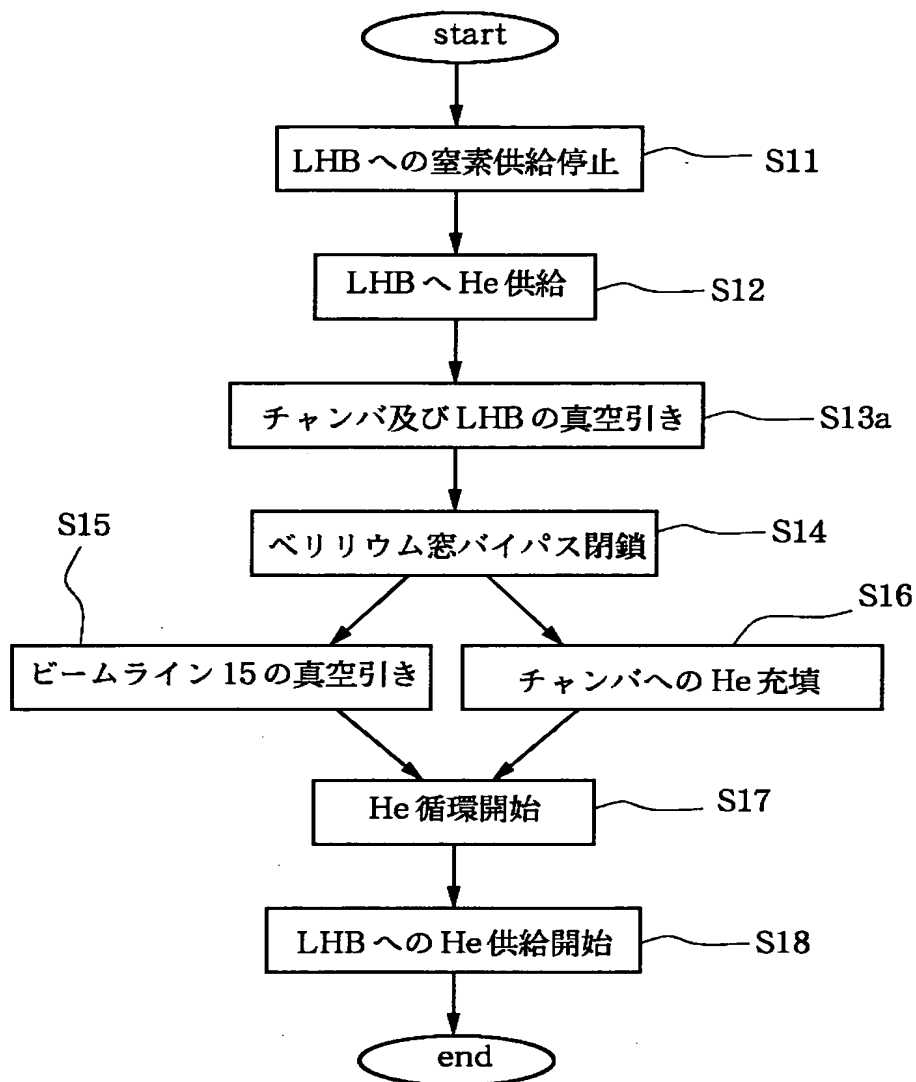 start
LHBへの窒素供給停止
S11
LHBへHe供給
S12
チャンバ及びLHBの真空引き
S13a
ベリリウム窓バイパス閉鎖
S14
S15
ビームライン15の真空引き
S16
チャンバへのHe充填
He循環開始
S17
LHBへのHe供給開始
S18
end